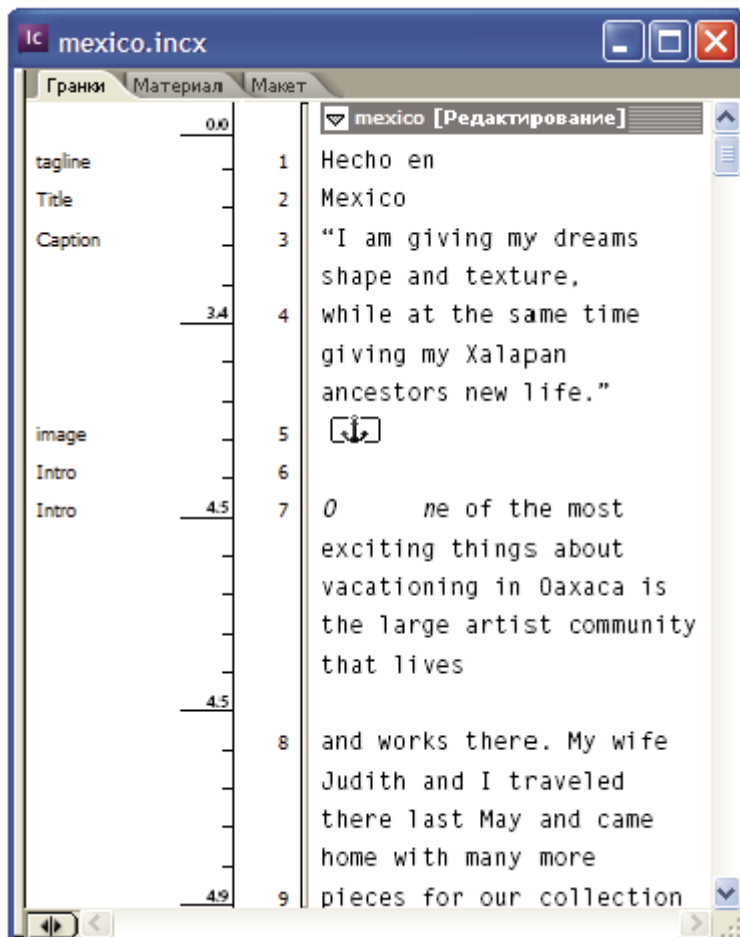 Ic mexico.incx
Гранки Материал Макет
0.0 mexico [Редактирование]
tagline 1 Hecho en
Title 2 Mexico
Caption 3 “I am giving my dreams
shape and texture,
3.4 4 while at the same time
giving my Xalapan
ancestors new life.”
image 5
Intro 6
Intro 4.5 7 O ne of the most
exciting things about
vacationing in Oaxaca is
the large artist community
that lives
4.5
8 and works there. My wife
Judith and I traveled
there last May and came
home with many more
4.9 9 pieces for our collection